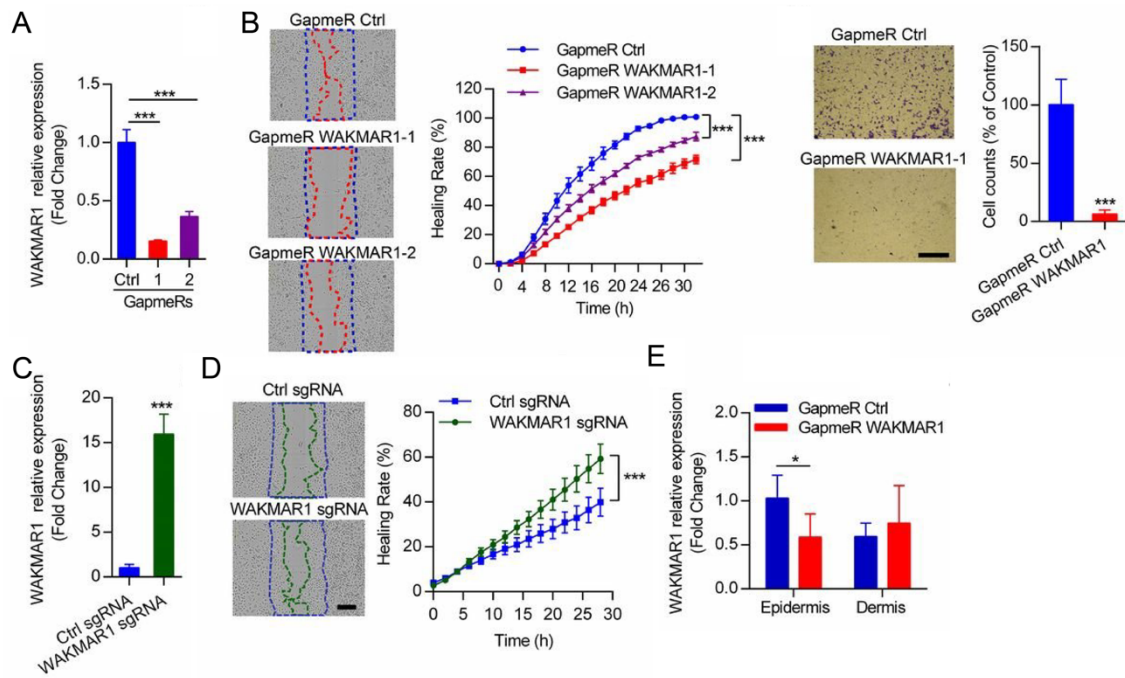 A
WAKMAR1 relative expression
(Fold Change)
1.5
1.0
0.5
0.0
***
***
Ctrl 1 2
GapmeRs
B
GapmeR Ctrl
GapmeR WAKMAR1-1
GapmeR WAKMAR1-2
GapmeR Ctrl
GapmeR WAKMAR1-1
GapmeR WAKMAR1-2
Healing Rate (%)
120
100
80
60
40
20
0
***
***
0 4 8 12 16 20 24 26 30
Time (h)
GapmeR Ctrl
GapmeR WAKMAR1-1
Cell counts (% of Control)
150
100
50
0
***
GapmeR Ctrl
GapmeR WAKMAR1
C
WAKMAR1 relative expression
(Fold Change)
20
15
10
5
0
***
Ctrl sgRNA
WAKMAR1 sgRNA
D
Ctrl sgRNA
WAKMAR1 sgRNA
Ctrl sgRNA
WAKMAR1 sgRNA
Healing Rate (%)
80
60
40
20
0
***
0 5 10 15 20 25 30
Time (h)
E
WAKMAR1 relative expression
(Fold Change)
2.0
1.5
1.0
0.5
0.0
GapmeR Ctrl
GapmeR WAKMAR1
*
Epidermis Dermis